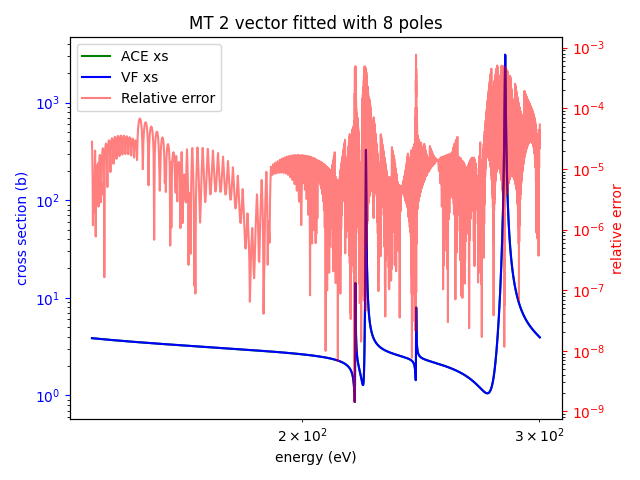 MT 2 vector fitted with 8 poles
ACE xs
VF xs
Relative error
cross section (b)
10³
10²
10¹
10⁰
relative error
10⁻³
10⁻⁴
10⁻⁵
10⁻⁶
10⁻⁷
10⁻⁸
10⁻⁹
2 × 10²
3 × 10²
energy (eV)